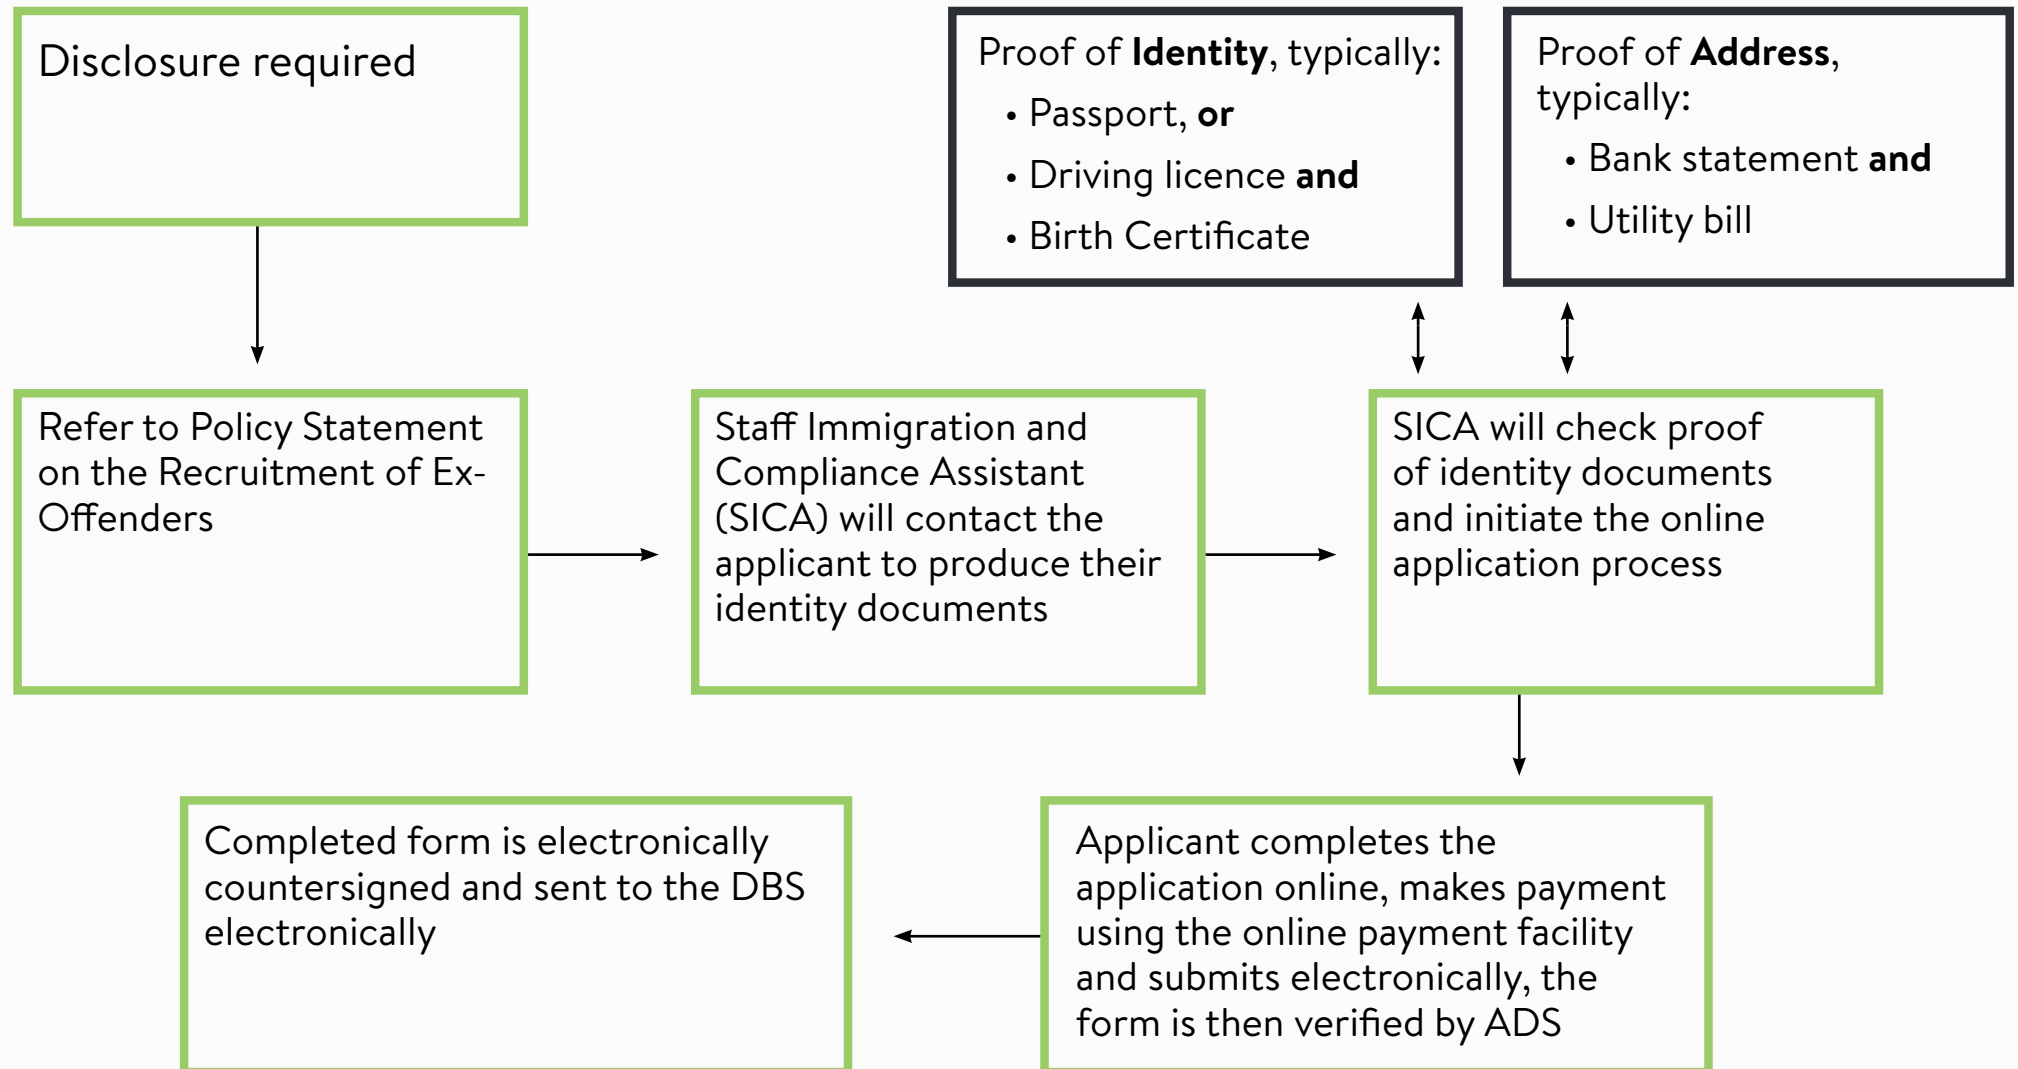 Disclosure required
Proof of Identity, typically:
• Passport, or
• Driving licence and
• Birth Certificate
Proof of Address,
typically:
• Bank statement and
• Utility bill
Refer to Policy Statement
on the Recruitment of Ex-
Offenders
Staff Immigration and
Compliance Assistant
(SICA) will contact the
applicant to produce their
identity documents
SICA will check proof
of identity documents
and initiate the online
application process
Applicant completes the
application online, makes payment
using the online payment facility
and submits electronically, the
form is then verified by ADS
Completed form is electronically
countersigned and sent to the DBS
electronically